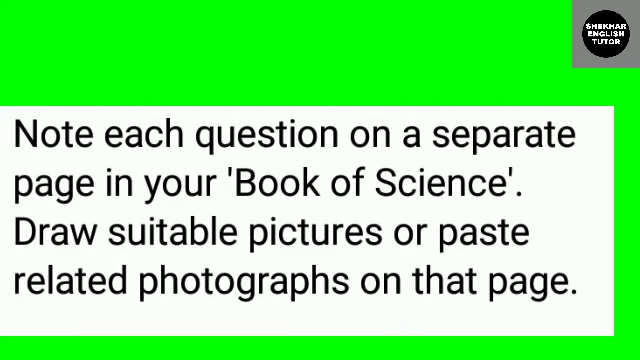 SHEKHAR
ENGLISH
TUTOR
Note each question on a separate
page in your 'Book of Science'.
Draw suitable pictures or paste
related photographs on that page.